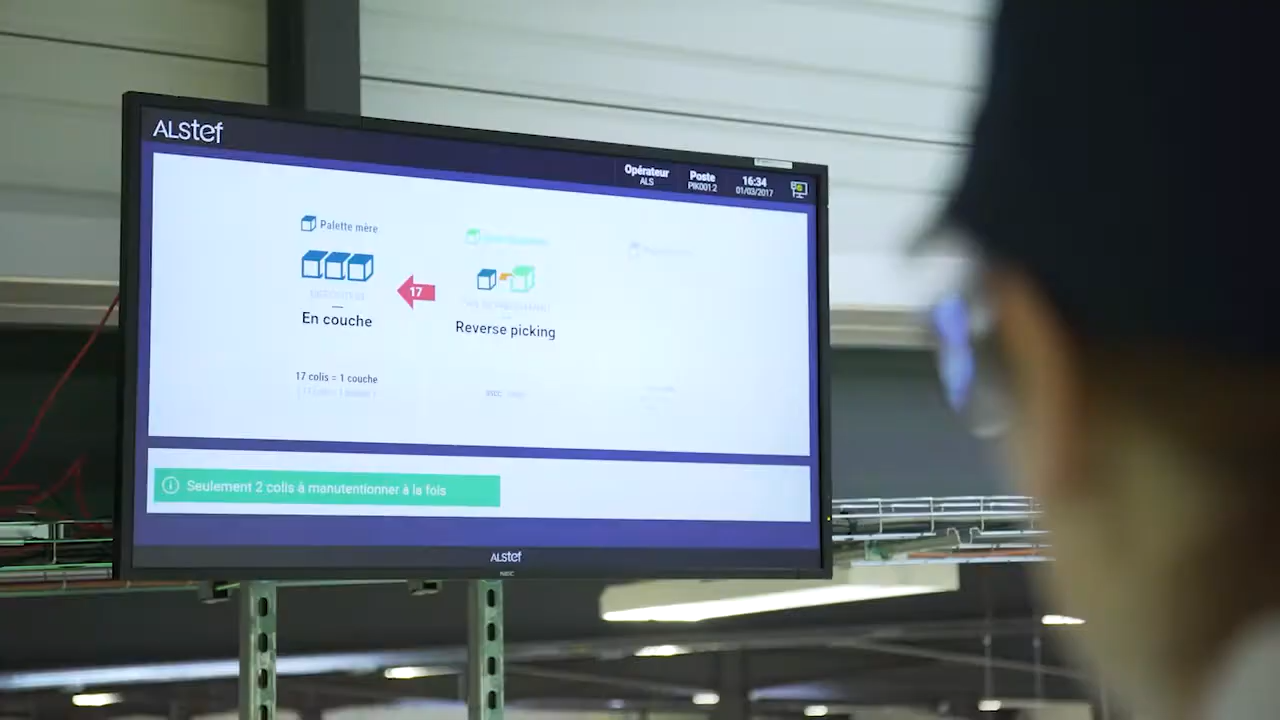 ALstef
Opérateur
ALS
Poste
PIK001:2
16:34
01/03/2017
Palette mère
17
En couche
Reverse picking
17 colis = 1 couche
Seulement 2 colis à manutentionner à la fois
ALstef
NEC